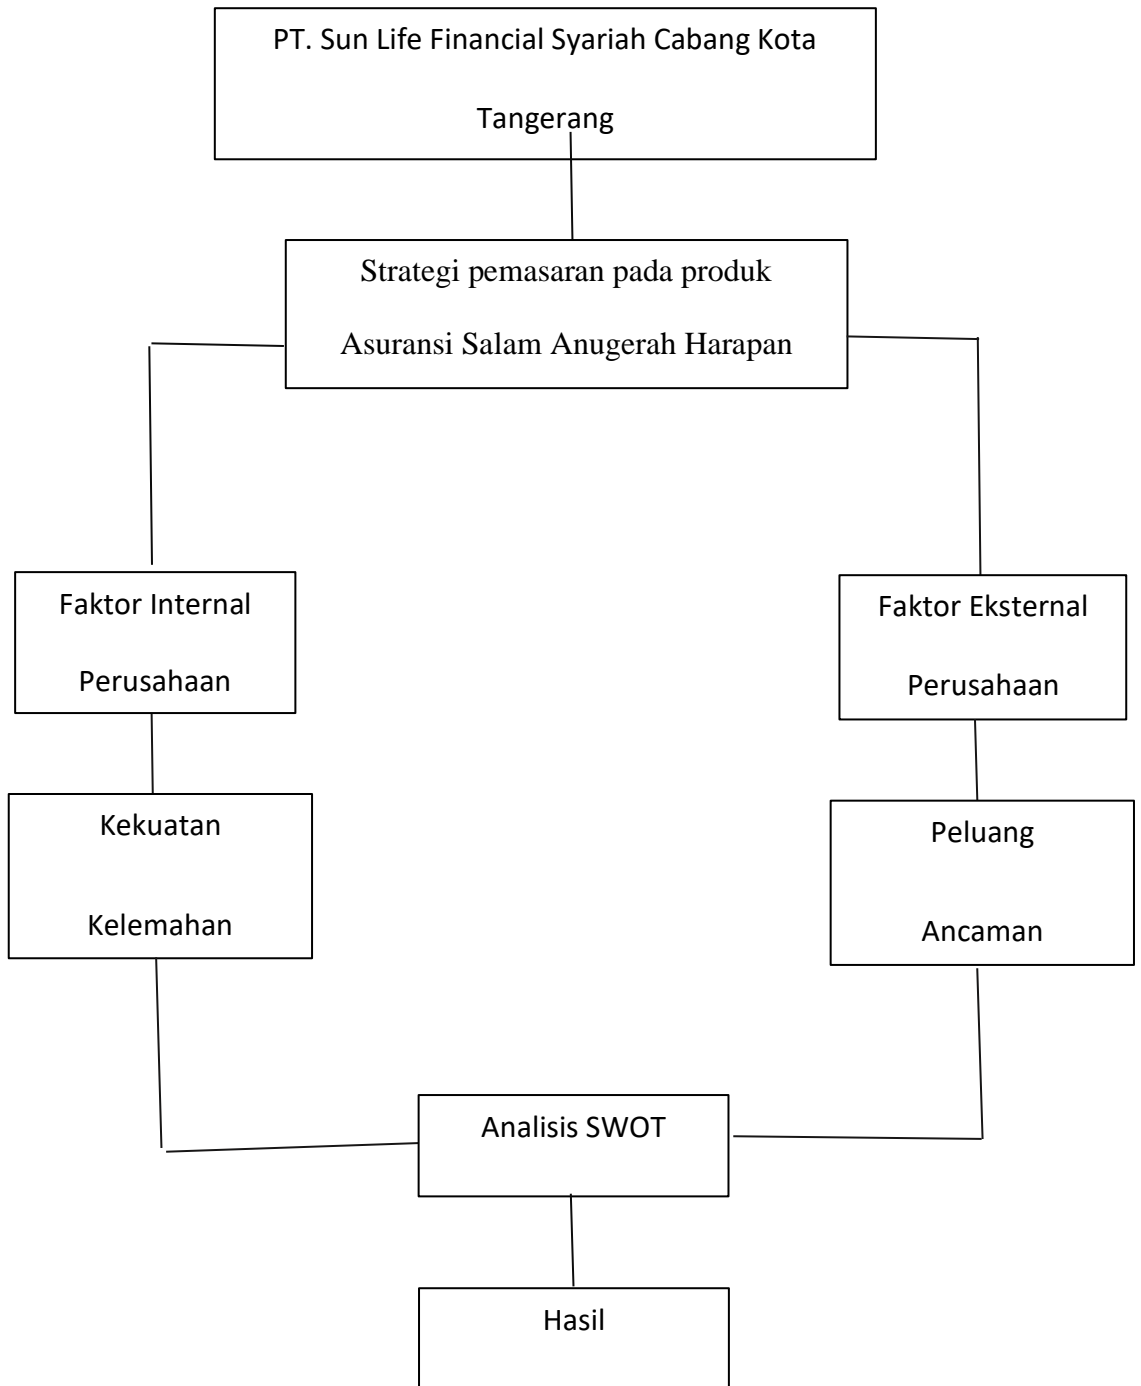 PT. Sun Life Financial Syariah Cabang Kota
Tangerang
Strategi pemasaran pada produk
Asuransi Salam Anugerah Harapan
Faktor Internal
Perusahaan
Faktor Eksternal
Perusahaan
Kekuatan
Kelemahan
Peluang
Ancaman
Analisis SWOT
Hasil